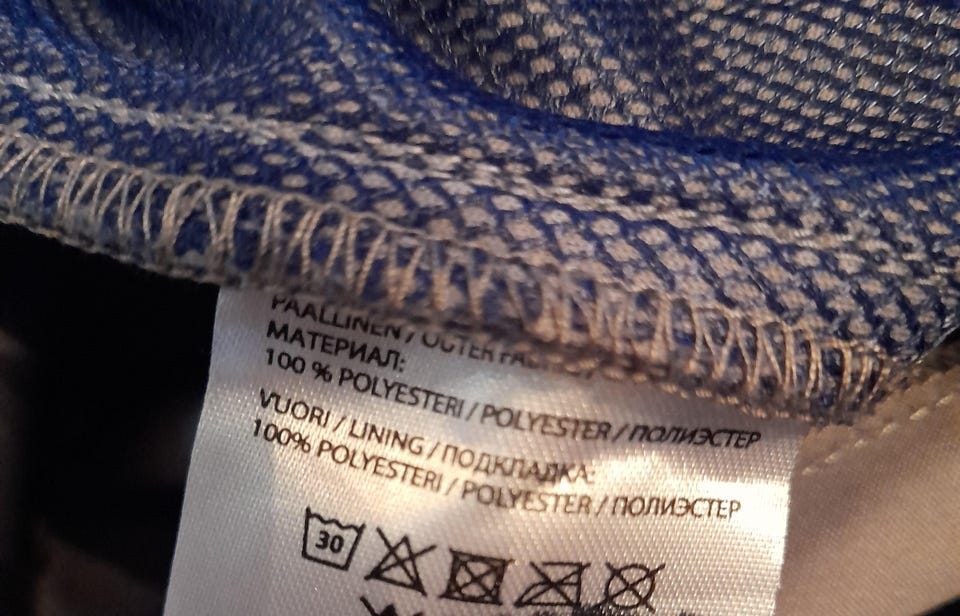 PÄÄLLINEN / OUTER
МАТЕРИАЛ:
100 % POLYESTERI / POLYESTER / ПОЛИЭСТЕР
VUORI / LINING / ПОДКЛАДКА:
100% POLYESTERI / POLYESTER / ПОЛИЭСТЕР
30